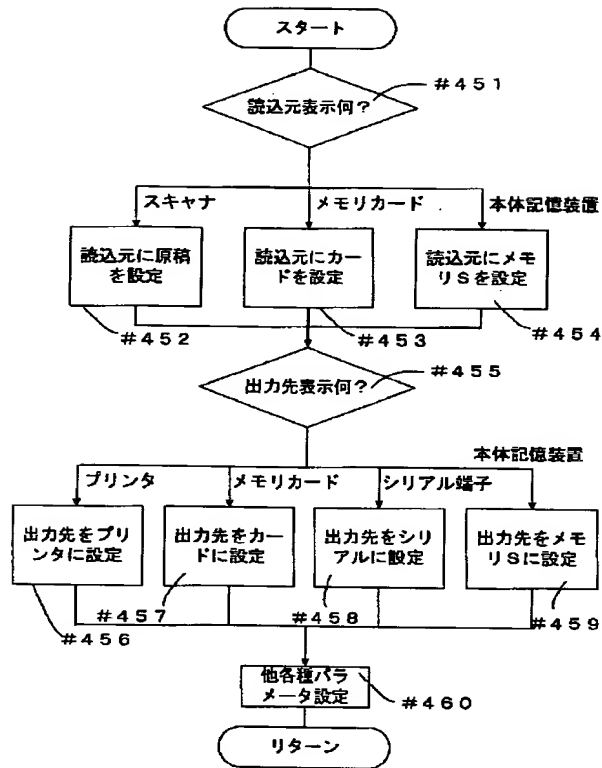 スタート
#451
読込元表示何?
スキャナ
メモリカード
本体記憶装置
読込元に原稿
を設定
読込元にカー
ドを設定
読込元にメモ
リSを設定
#452
#453
#454
#455
出力先表示何?
プリンタ
メモリカード
シリアル端子
本体記憶装置
出力先をプリ
ンタに設定
出力先をカー
ドに設定
出力先をシリ
アルに設定
出力先をメモ
リSに設定
#456
#457
#458
#459
他各種パラ
メータ設定
#460
リターン